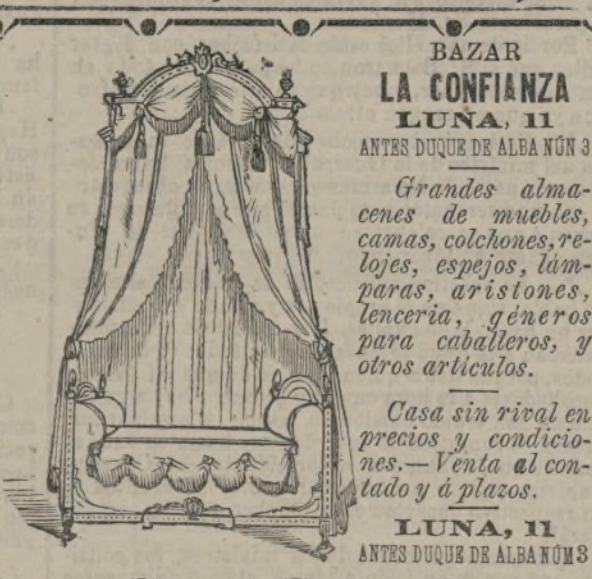 BAZAR
LA CONFIANZA
LUNA, 11
ANTES DUQUE DE ALBA NÚN 3
Grandes alma-
cenes de muebles,
camas, colchones, re-
lojes, espejos, lám-
paras, aristones,
lenceria, géneros
para caballeros, y
otros artículos.
Casa sin rival en
precios y condicio-
nes.—Venta al con-
tado y á plazos.
LUNA, 11
ANTES DUQUE DE ALBA NÚM 3